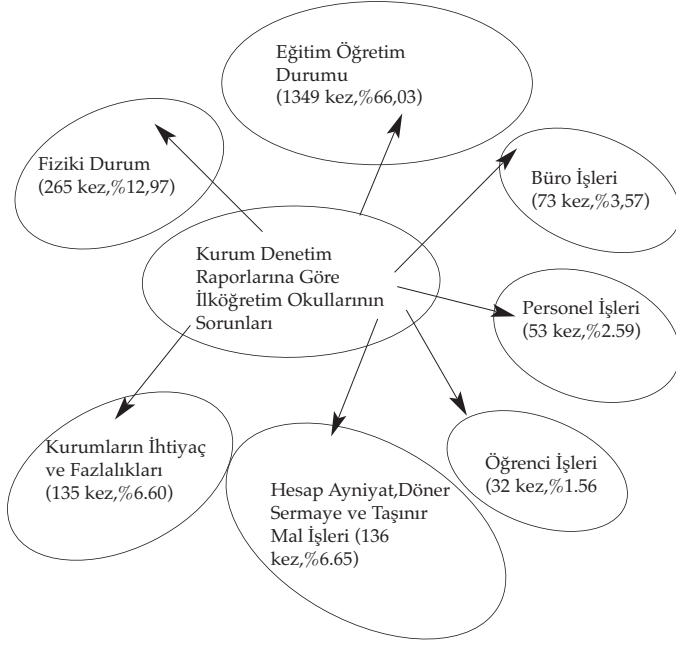 Eğitim Öğretim
Durumu
(1349 kez,%66,03)
Fiziki Durum
(265 kez,%12,97)
Büro İşleri
(73 kez,%3,57)
Kurum Denetim
Raporlarına Göre
İlköğretim Okullarının
Sorunları
Personel İşleri
(53 kez,%2.59)
Kurumların İhtiyaç
ve Fazlalıkları
(135 kez,%6.60)
Hesap Ayniyat,Döner
Sermaye ve Taşınır
Mal İşleri (136
kez,%6.65)
Öğrenci İşleri
(32 kez,%1.56